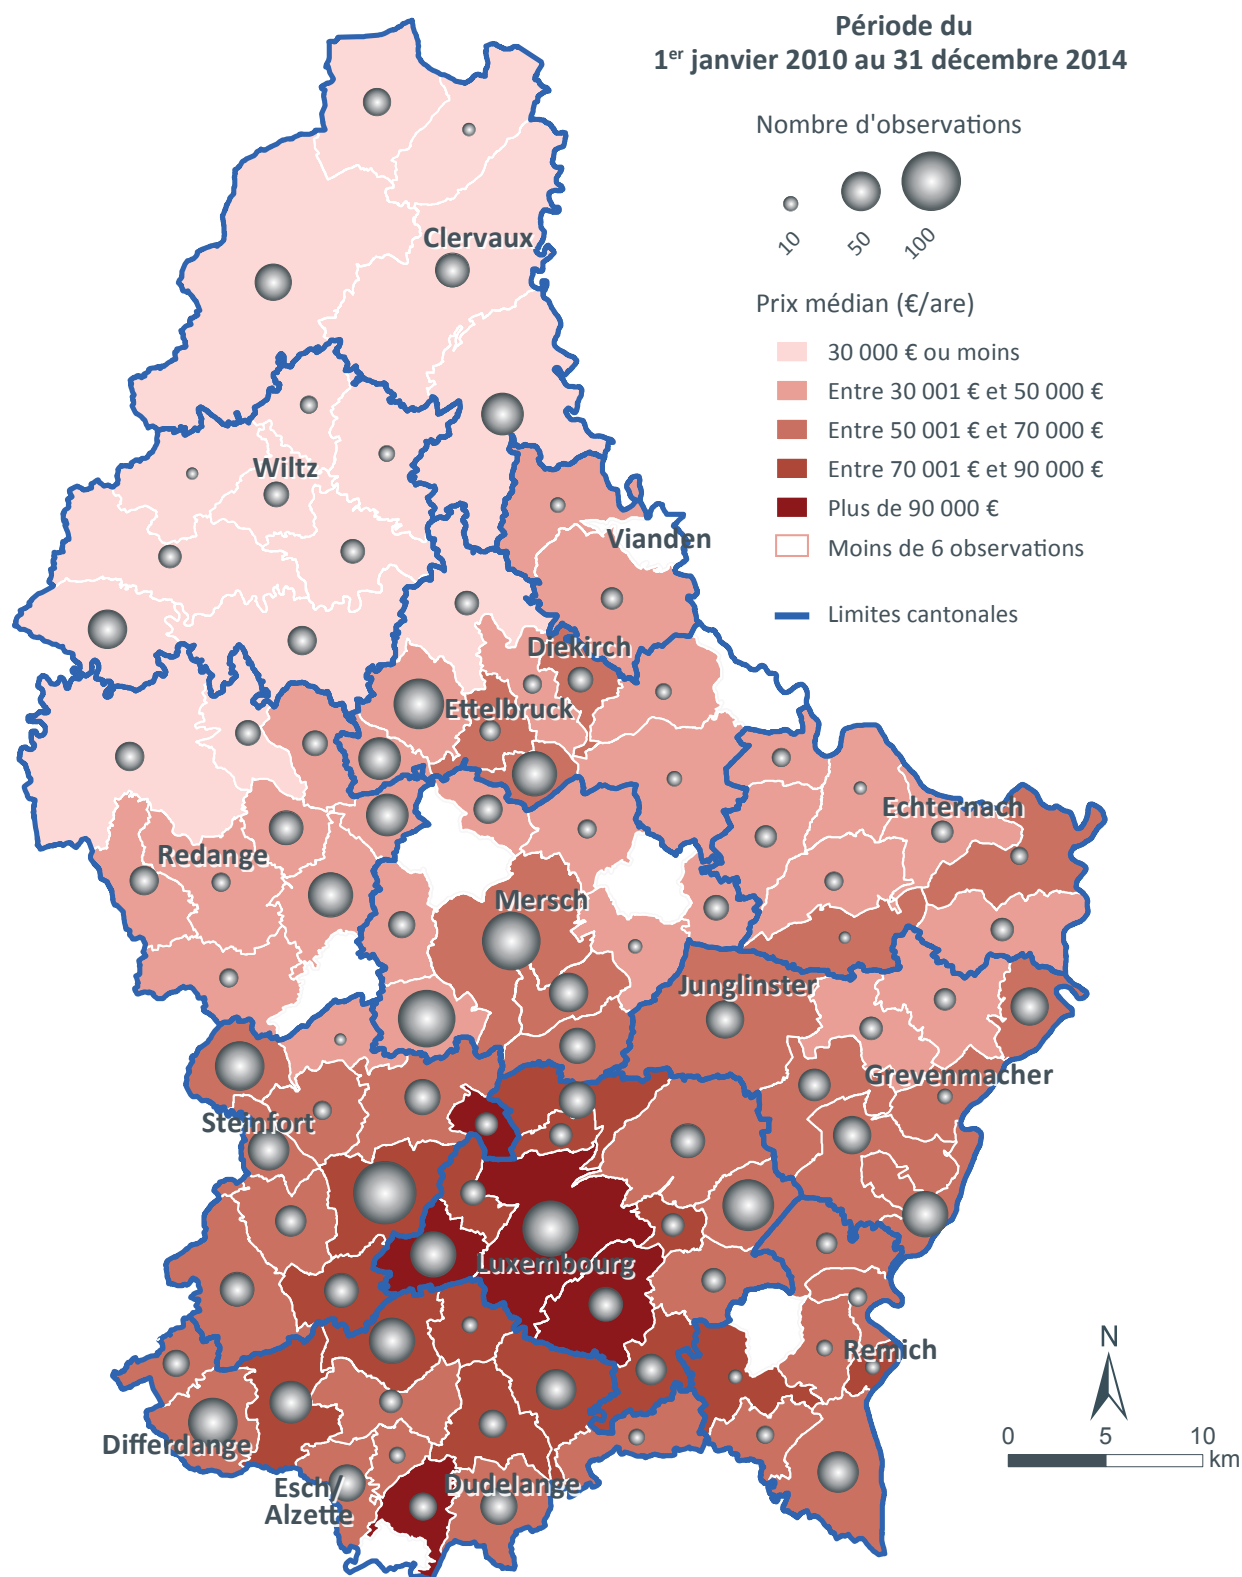 Période du
1er janvier 2010 au 31 décembre 2014
Nombre d'observations
10
50
100
Prix médian (€/are)
30 000 € ou moins
Entre 30 001 € et 50 000 €
Entre 50 001 € et 70 000 €
Entre 70 001 € et 90 000 €
Plus de 90 000 €
Moins de 6 observations
Limites cantonales
Clervaux
Wiltz
Vianden
Diekirch
Ettelbruck
Echternach
Redange
Mersch
Junglinster
Grevenmacher
Steinfort
Luxembourg
Remich
Differdange
Esch/
Alzette
Dudelange
N
0 5 10
km